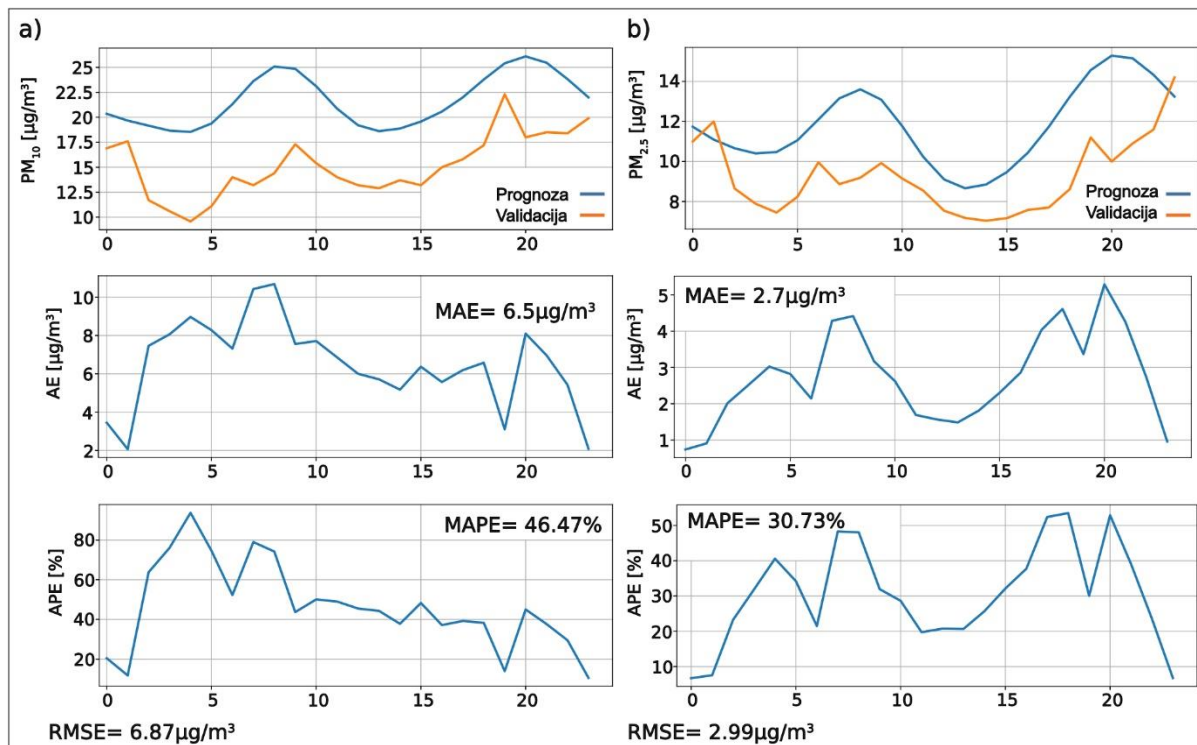 a)
PM10 [µg/m³]
25
22.5
20
17.5
15
12.5
10
Prognoza
Validacija
0 5 10 15 20
AE [µg/m³]
10
8
6
4
2
MAE= 6.5µg/m³
0 5 10 15 20
APE [%]
80
60
40
20
MAPE= 46.47%
0 5 10 15 20
RMSE= 6.87µg/m³
b)
PM2.5 [µg/m³]
14
12
10
8
Prognoza
Validacija
0 5 10 15 20
AE [µg/m³]
5
4
3
2
1
MAE= 2.7µg/m³
0 5 10 15 20
APE [%]
50
40
30
20
10
MAPE= 30.73%
0 5 10 15 20
RMSE= 2.99µg/m³